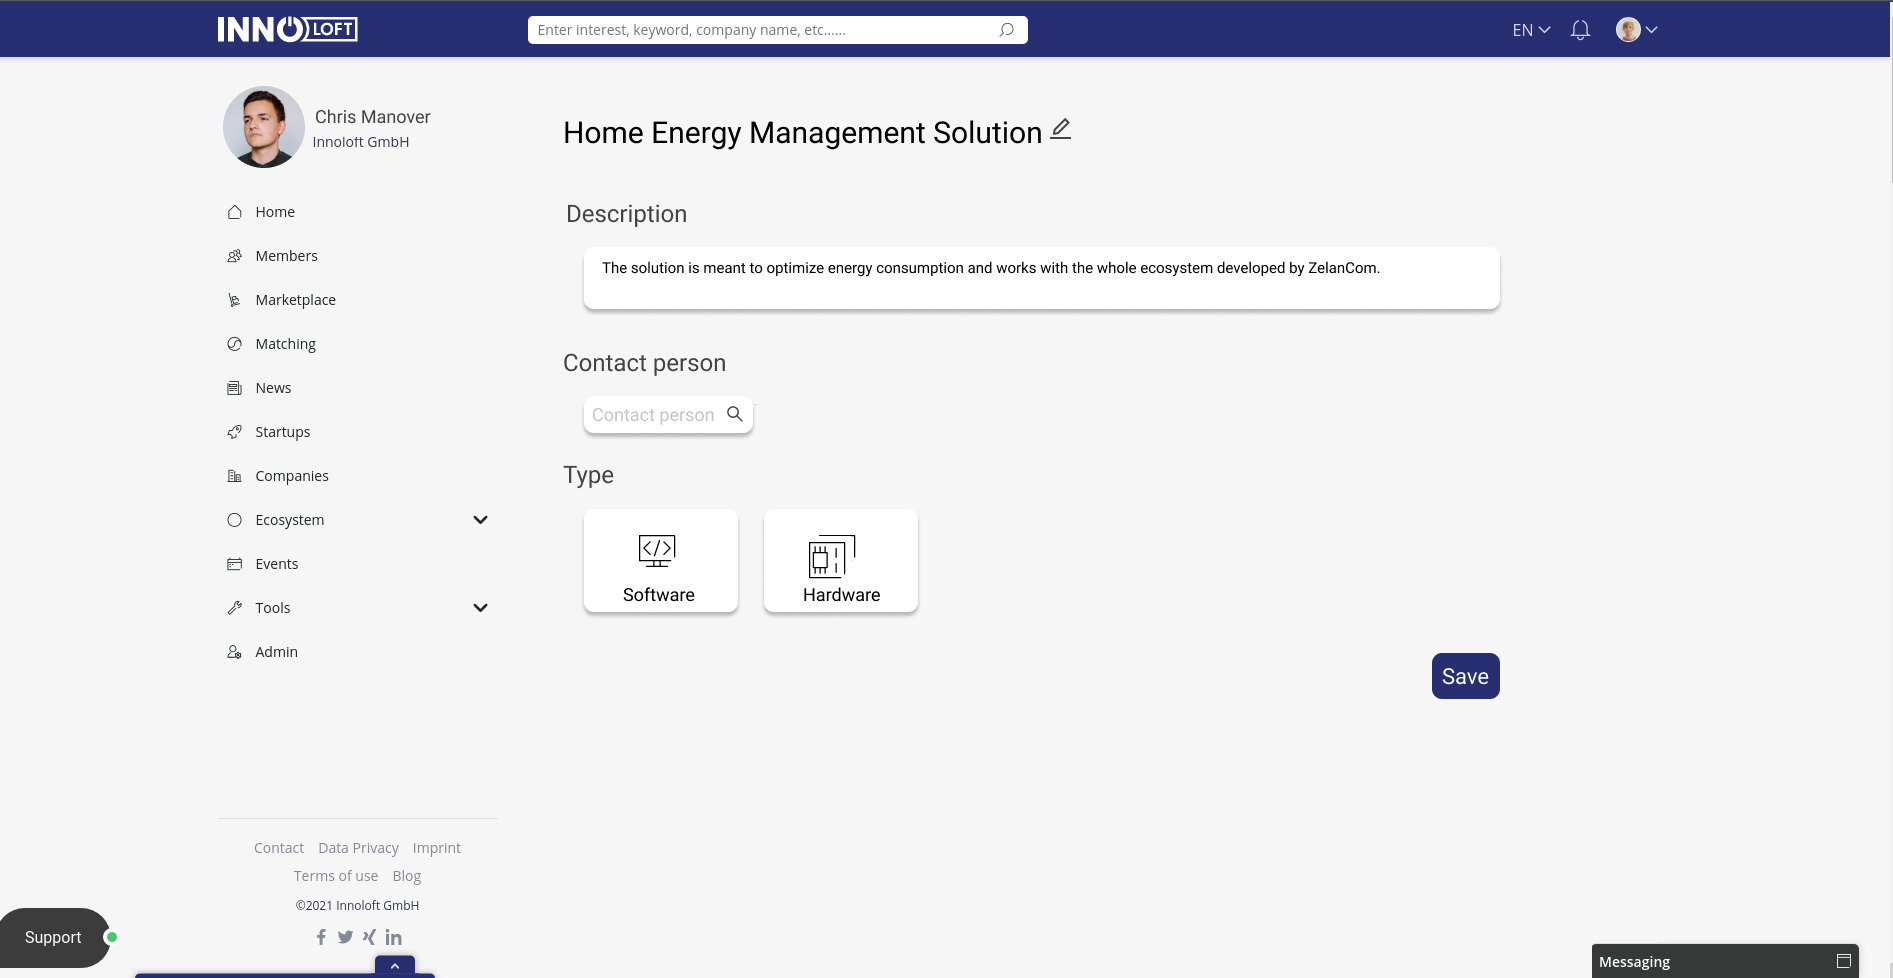 INNOLOFT
Enter interest, keyword, company name, etc......
EN
Chris Manover
Innoloft GmbH
Home
Members
Marketplace
Matching
News
Startups
Companies
Ecosystem
Events
Tools
Admin
Home Energy Management Solution
Description
The solution is meant to optimize energy consumption and works with the whole ecosystem developed by ZelanCom.
Contact person
Contact person
Type
Software
Hardware
Save
Contact Data Privacy Imprint
Terms of use Blog
©2021 Innoloft GmbH
Support
Messaging